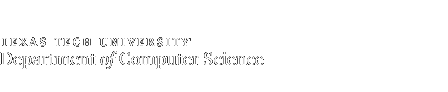 TEXAS TECH UNIVERSITY
Department of Computer Science